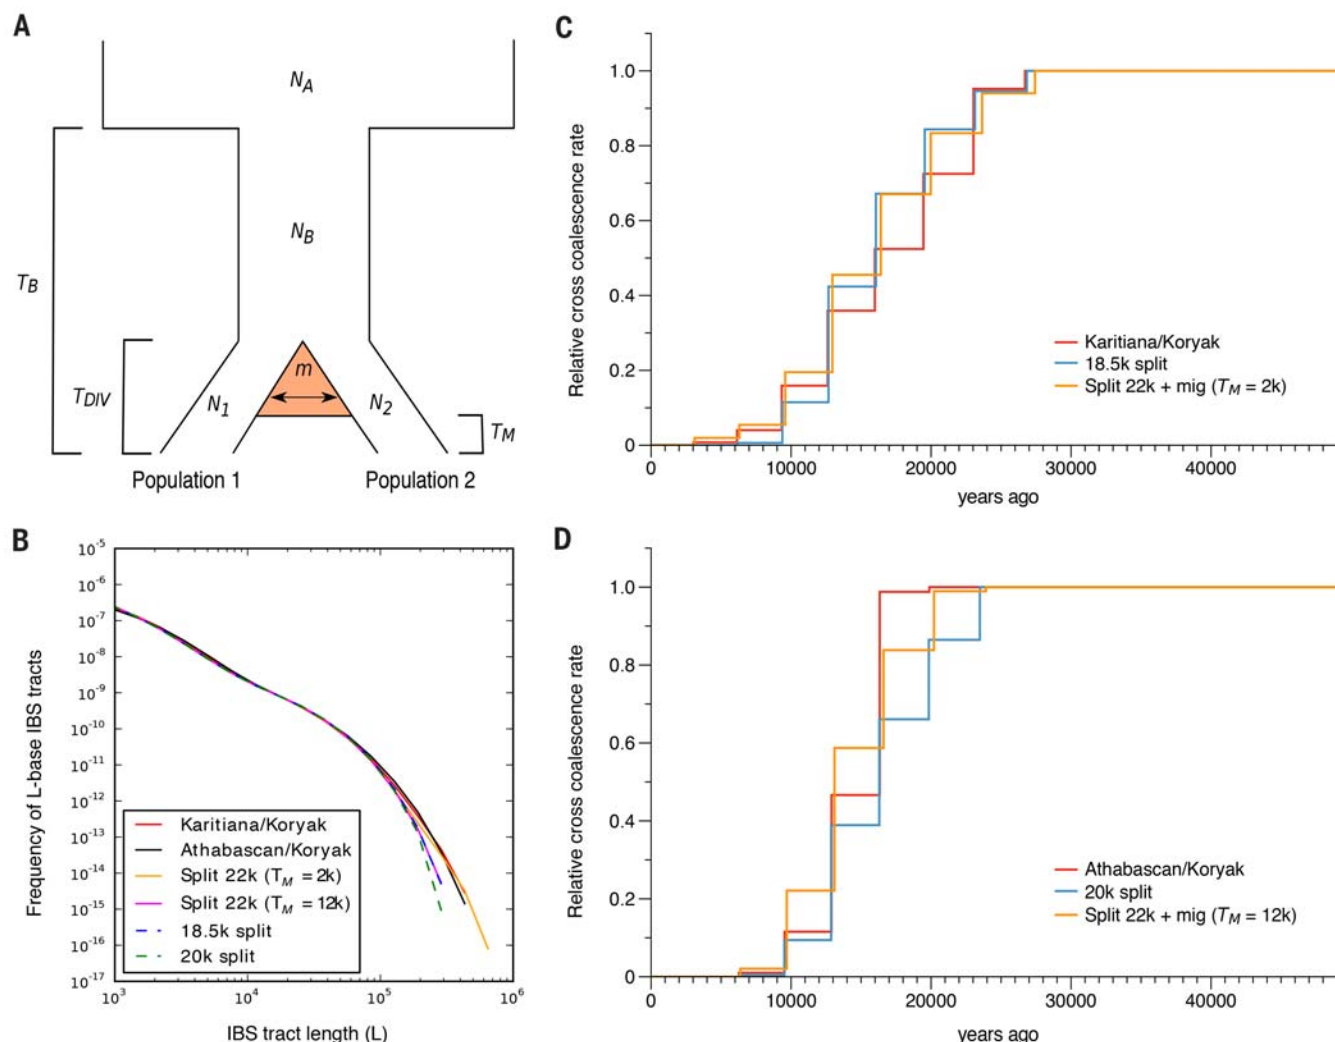 A
N_A
N_B
T_B
T_DIV
N_1
m
N_2
T_M
Population 1
Population 2
B
Frequency of L-base IBS tracts
10^-5
10^-6
10^-7
10^-8
10^-9
10^-10
10^-11
10^-12
10^-13
10^-14
10^-15
10^-16
10^-17
Karitiana/Koryak
Athabascan/Koryak
Split 22k (T_M = 2k)
Split 22k (T_M = 12k)
18.5k split
20k split
10^3
10^4
10^5
10^6
IBS tract length (L)
C
Relative cross coalescence rate
1.0
0.8
0.6
0.4
0.2
0
Karitiana/Koryak
18.5k split
Split 22k + mig (T_M = 2k)
0
10000
20000
30000
40000
years ago
D
Relative cross coalescence rate
1.0
0.8
0.6
0.4
0.2
0
Athabascan/Koryak
20k split
Split 22k + mig (T_M = 12k)
0
10000
20000
30000
40000
years ago